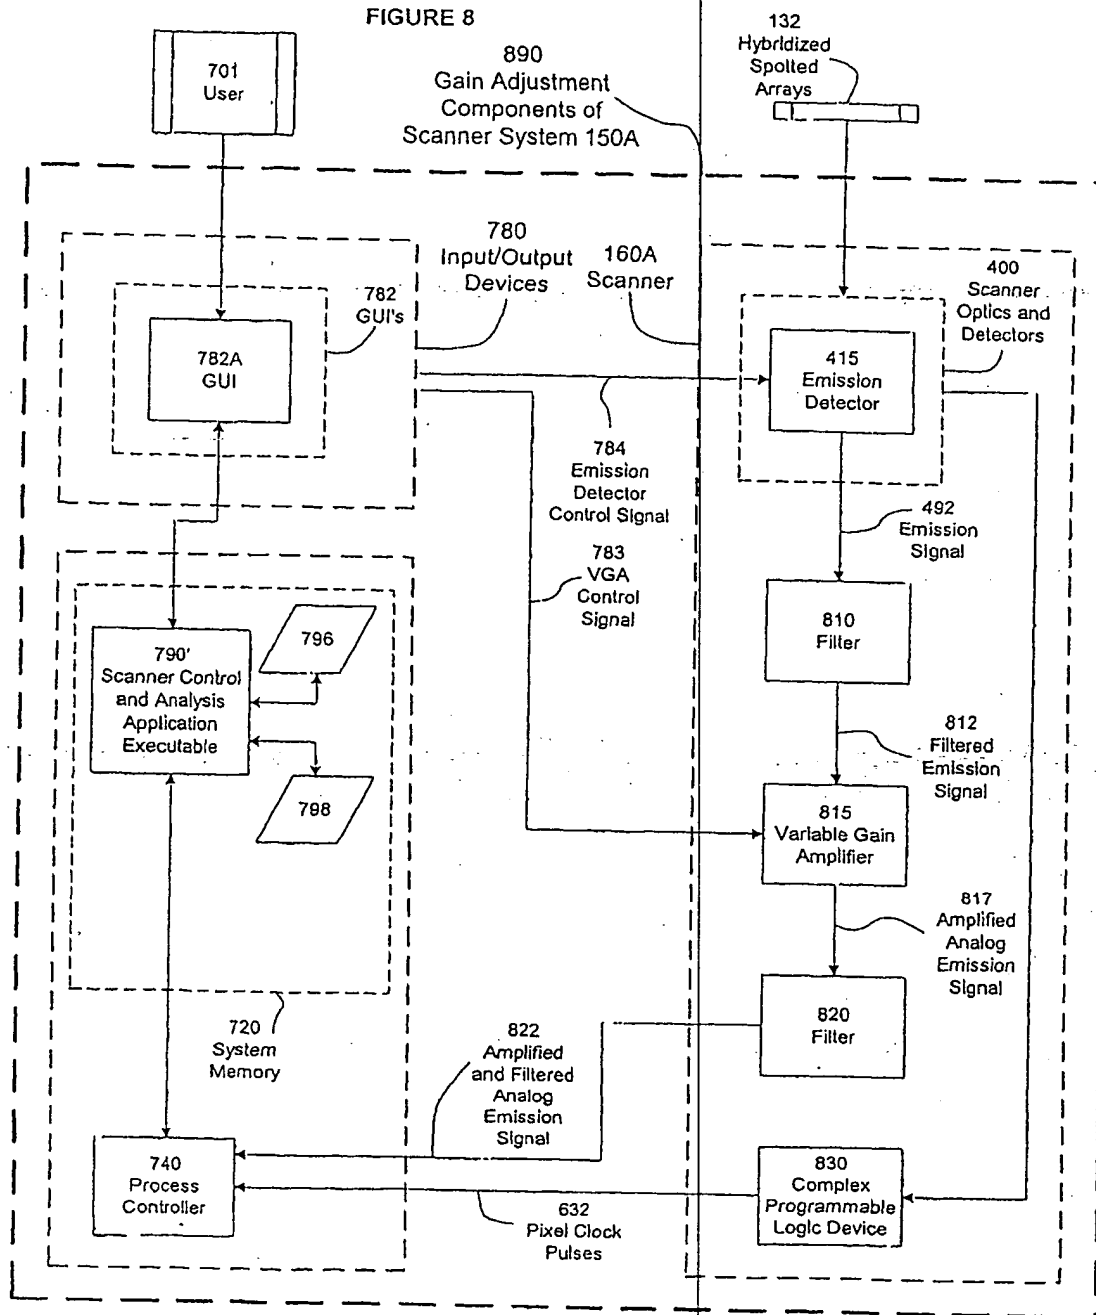 FIGURE 8
701
User
890
Gain Adjustment
Components of
Scanner System 150A
132
Hybridized
Spotted
Arrays
780
Input/Output
Devices
160A
Scanner
782
GUI's
782A
GUI
400
Scanner
Optics and
Detectors
415
Emission
Detector
784
Emission
Detector
Control Signal
492
Emission
Signal
783
VGA
Control
Signal
810
Filter
790'
Scanner Control
and Analysis
Application
Executable
796
798
812
Filtered
Emission
Signal
815
Variable Gain
Amplifier
817
Amplified
Analog
Emission
Signal
820
Filter
720
System
Memory
822
Amplified
and Filtered
Analog
Emission
Signal
740
Process
Controller
830
Complex
Programmable
Logic Device
632
Pixel Clock
Pulses